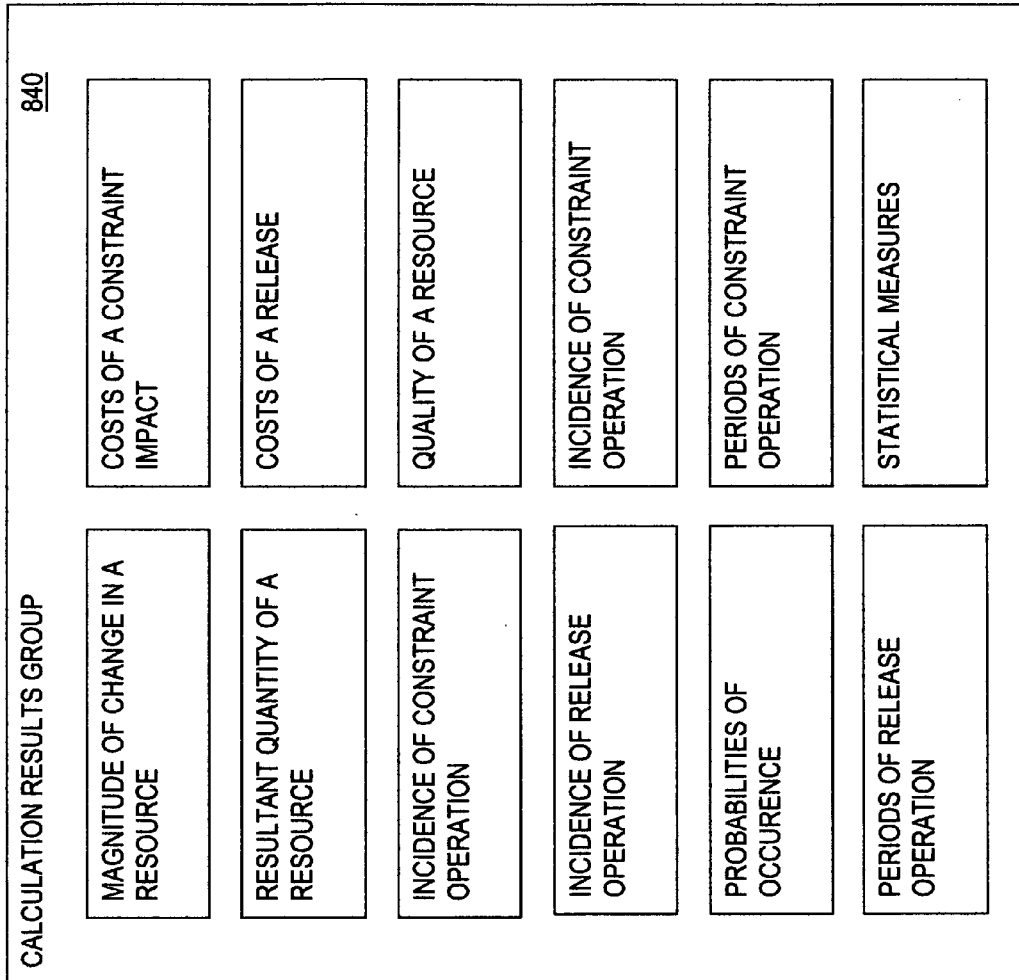 CALCULATION RESULTS GROUP
840
MAGNITUDE OF CHANGE IN A
RESOURCE
COSTS OF A CONSTRAINT
IMPACT
RESULTANT QUANTITY OF A
RESOURCE
COSTS OF A RELEASE
INCIDENCE OF CONSTRAINT
OPERATION
QUALITY OF A RESOURCE
INCIDENCE OF RELEASE
OPERATION
INCIDENCE OF CONSTRAINT
OPERATION
PROBABILITIES OF
OCCURENCE
PERIODS OF CONSTRAINT
OPERATION
PERIODS OF RELEASE
OPERATION
STATISTICAL MEASURES